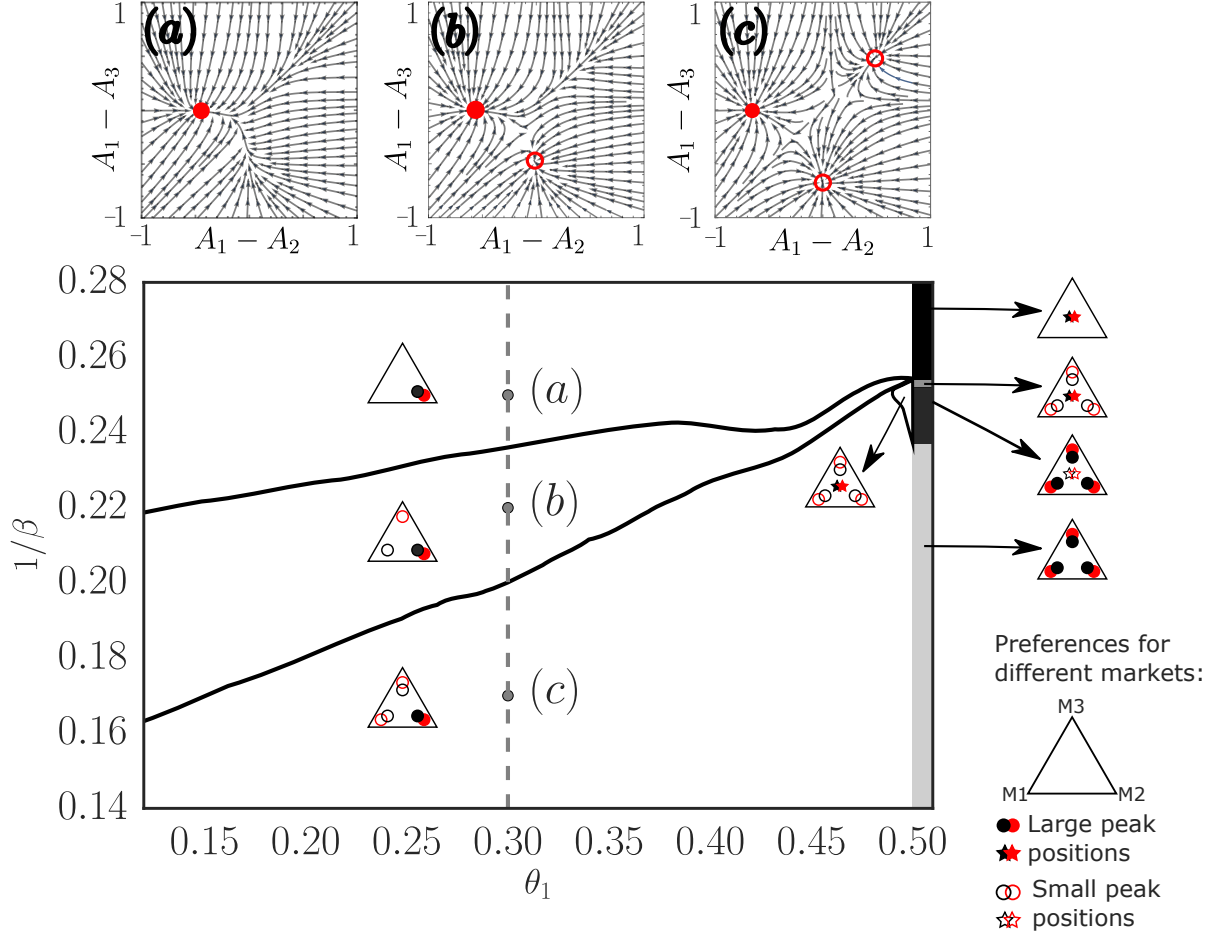 (a)
(b)
(c)
1
1
1
A₁ − A₃
A₁ − A₃
A₁ − A₃
−1
−1
−1
−1 A₁ − A₂ 1
−1 A₁ − A₂ 1
−1 A₁ − A₂ 1
0.28
0.26
0.24
0.22
0.20
0.18
0.16
0.14
1/β
(a)
(b)
(c)
0.15 0.20 0.25 0.30 0.35 0.40 0.45 0.50
θ₁
Preferences for
different markets:
M3
M1 M2
Large peak
positions
Small peak
positions